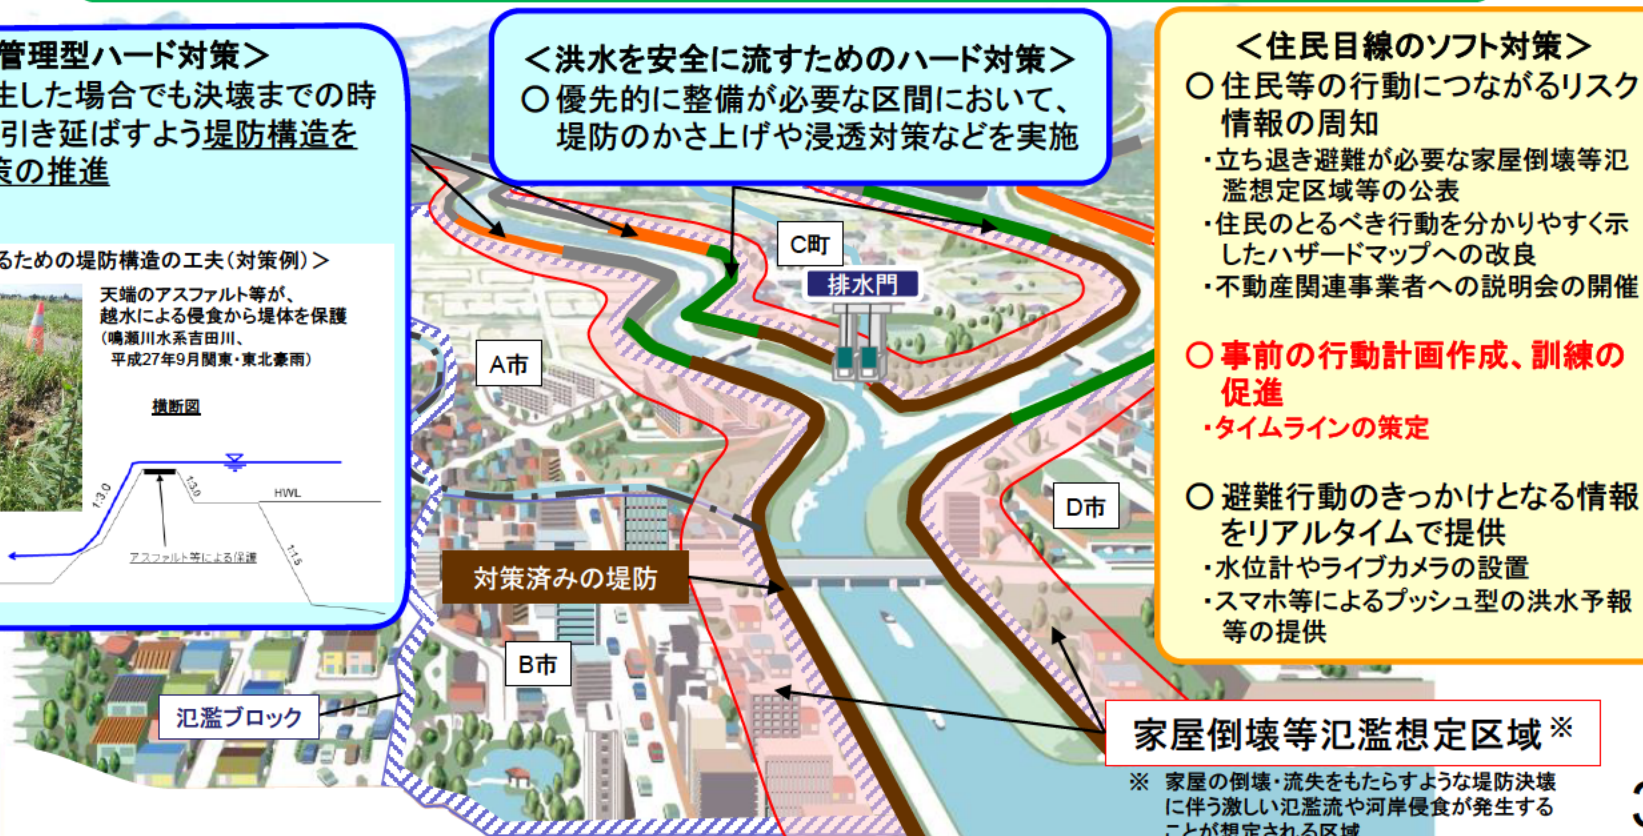 管理型ハード対策＞
生した場合でも決壊までの時
引き延ばすよう堤防構造を
策の推進
るための堤防構造の工夫(対策例)＞
天端のアスファルト等が、
越水による侵食から堤体を保護
(鳴瀬川水系吉田川、
平成27年9月関東・東北豪雨)
横断図
1:3.0
1:3.0
HWL
1:1.5
アスファルト等による保護
＜洪水を安全に流すためのハード対策＞
○優先的に整備が必要な区間において、
堤防のかさ上げや浸透対策などを実施
C町
排水門
A市
D市
対策済みの堤防
B市
氾濫ブロック
＜住民目線のソフト対策＞
○住民等の行動につながるリスク
情報の周知
・立ち退き避難が必要な家屋倒壊等氾
濫想定区域等の公表
・住民のとるべき行動を分かりやすく示
したハザードマップへの改良
・不動産関連事業者への説明会の開催
○事前の行動計画作成、訓練の
促進
・タイムラインの策定
○避難行動のきっかけとなる情報
をリアルタイムで提供
・水位計やライブカメラの設置
・スマホ等によるプッシュ型の洪水予報
等の提供
家屋倒壊等氾濫想定区域※
※ 家屋の倒壊・流失をもたらすような堤防決壊
に伴う激しい氾濫流や河岸侵食が発生する
ことが想定される区域